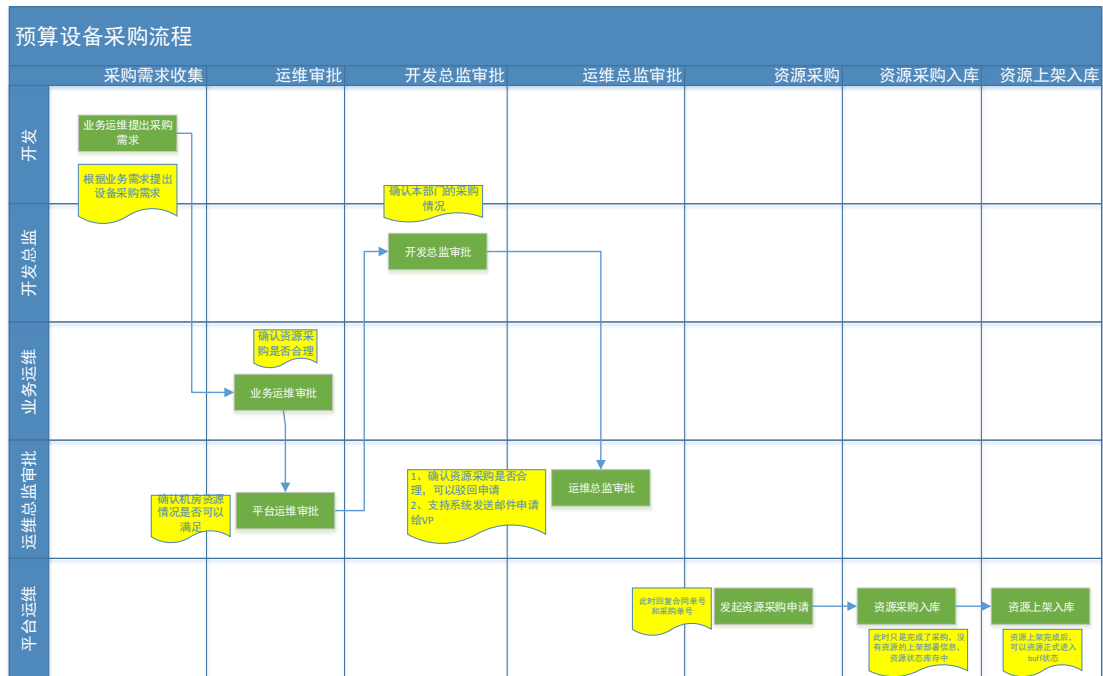 预算设备采购流程
采购需求收集
运维审批
开发总监审批
运维总监审批
资源采购
资源采购入库
资源上架入库
开发
业务运维提出采购
需求
根据业务需求提出
设备采购需求
确认本部门的采购
情况
开发总监
开发总监审批
业务运维
确认资源采
购是否合理
业务运维审批
运维总监审批
确认机房资源
情况是否可以
满足
平台运维审批
1、确认资源采购是否合
理，可以驳回申请
2、支持系统发送邮件申请
给VP
运维总监审批
平台运维
此时回复合同单号
和采购单号
发起资源采购申请
资源采购入库
资源上架入库
此时只是完成了采购，没
有资源的上架部署信息，
资源状态库存中
资源上架完成后，
可以资源正式进入
buff状态